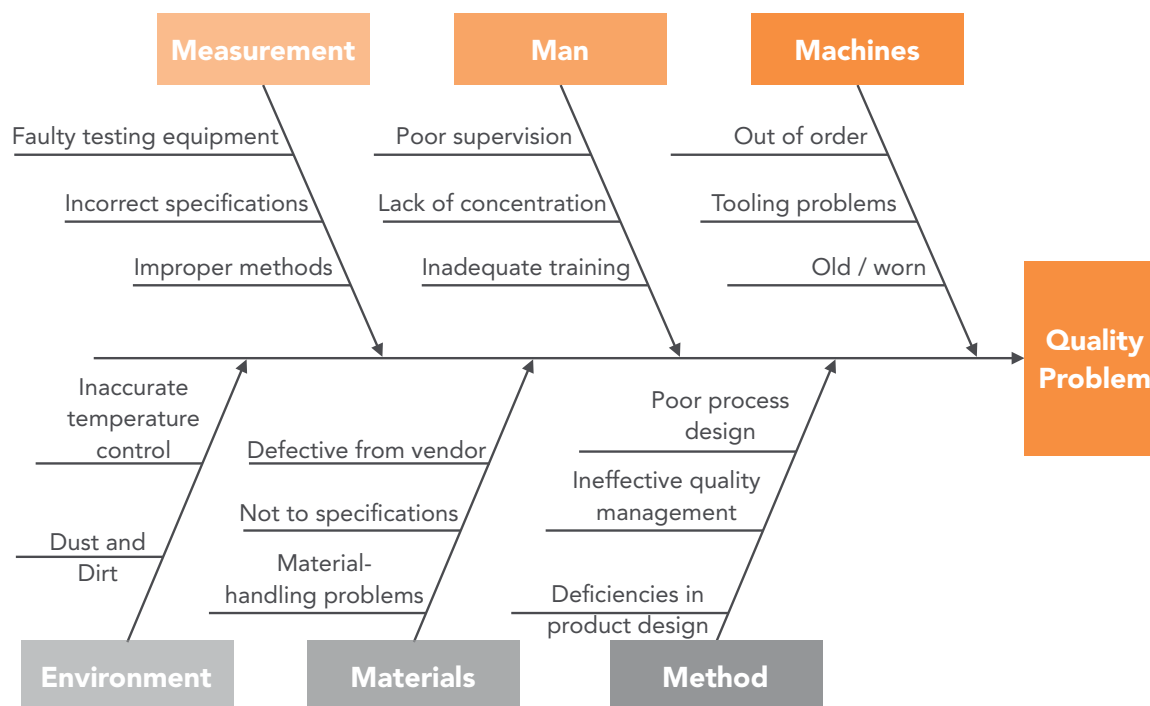 Measurement
Man
Machines
Faulty testing equipment
Poor supervision
Out of order
Incorrect specifications
Lack of concentration
Tooling problems
Improper methods
Inadequate training
Old / worn
Quality
Problem
Inaccurate
temperature
control
Defective from vendor
Poor process
design
Not to specifications
Ineffective quality
management
Dust and
Dirt
Material-
handling problems
Deficiencies in
product design
Environment
Materials
Method